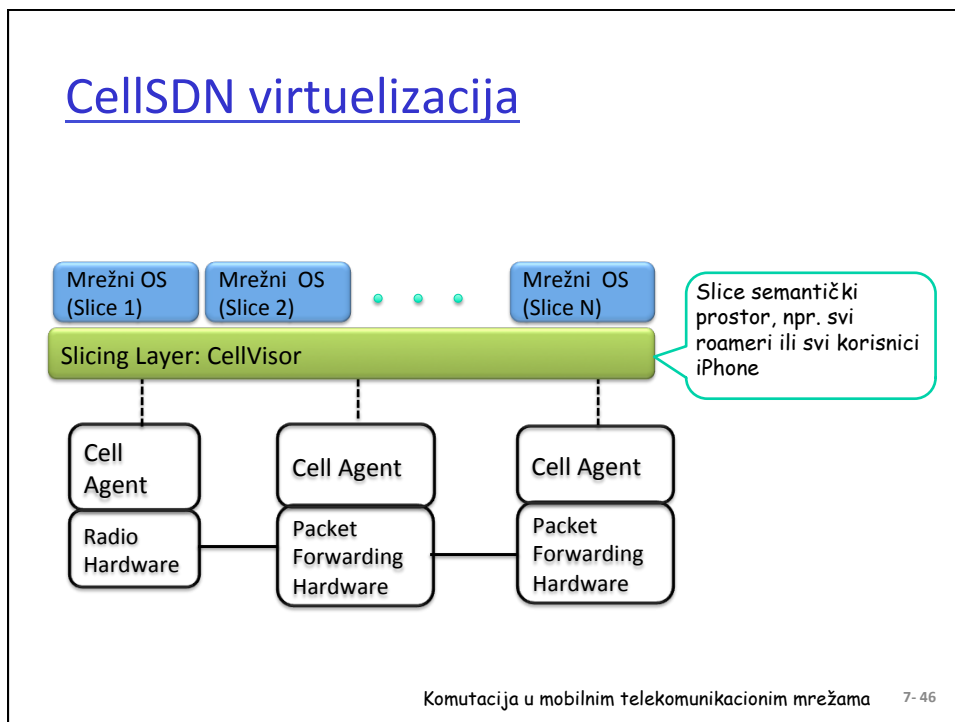 CellSDN virtuelizacija
Mrežni OS
(Slice 1)
Mrežni OS
(Slice 2)
Mrežni OS
(Slice N)
Slicing Layer: CellVisor
Slice semantički
prostor, npr. svi
roameri ili svi korisnici
iPhone
Cell
Agent
Cell Agent
Cell Agent
Radio
Hardware
Packet
Forwarding
Hardware
Packet
Forwarding
Hardware
Komutacija u mobilnim telekomunikacionim mrežama 7- 46